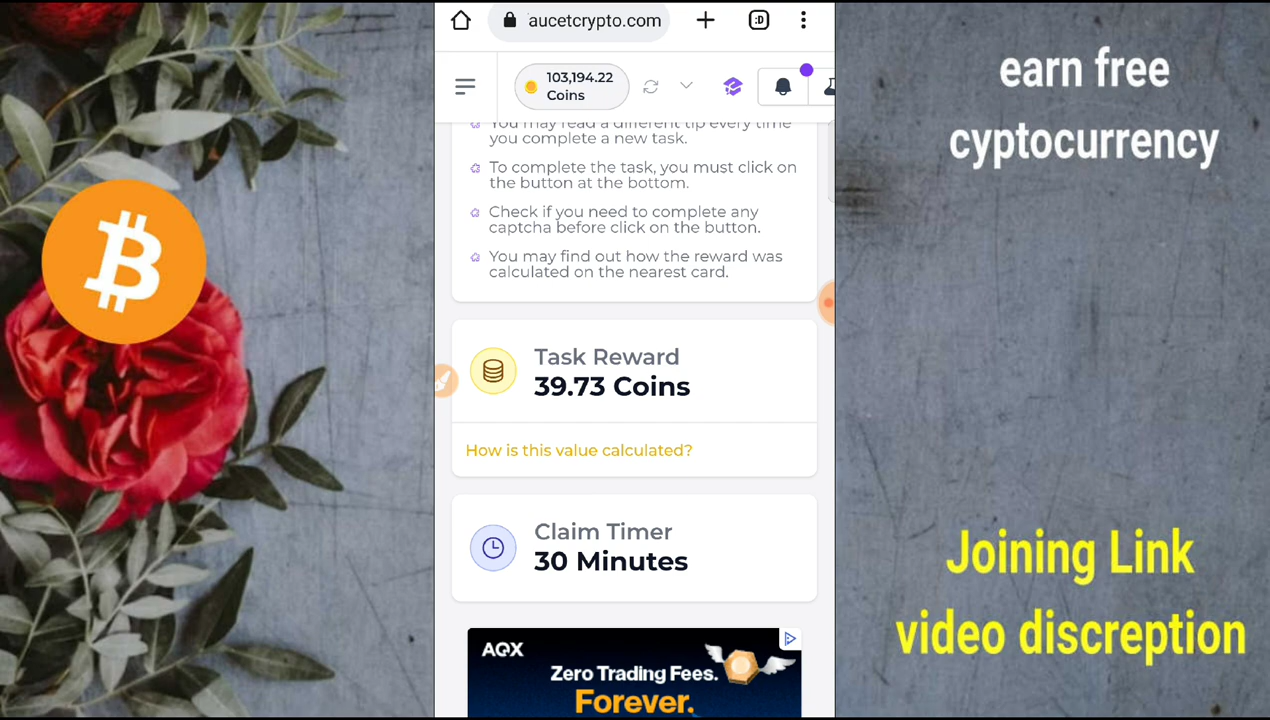 aucetcrypto.com
:D
103,194.22
Coins
You may read a different tip every time
you complete a new task.
To complete the task, you must click on
the button at the bottom.
Check if you need to complete any
captcha before click on the button.
You may find out how the reward was
calculated on the nearest card.
Task Reward
39.73 Coins
How is this value calculated?
Claim Timer
30 Minutes
AQX
Zero Trading Fees.
Forever.
earn free
cyptocurrency
Joining Link
video discreption